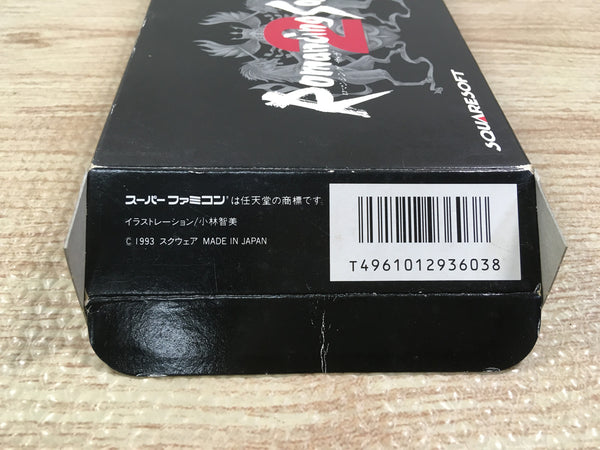 Romancing Sa
2
SQUARESOFT
スーパーファミコン®は任天堂の商標です
イラストレーション/小林智美
© 1993 スクウェア MADE IN JAPAN
T4961012936038